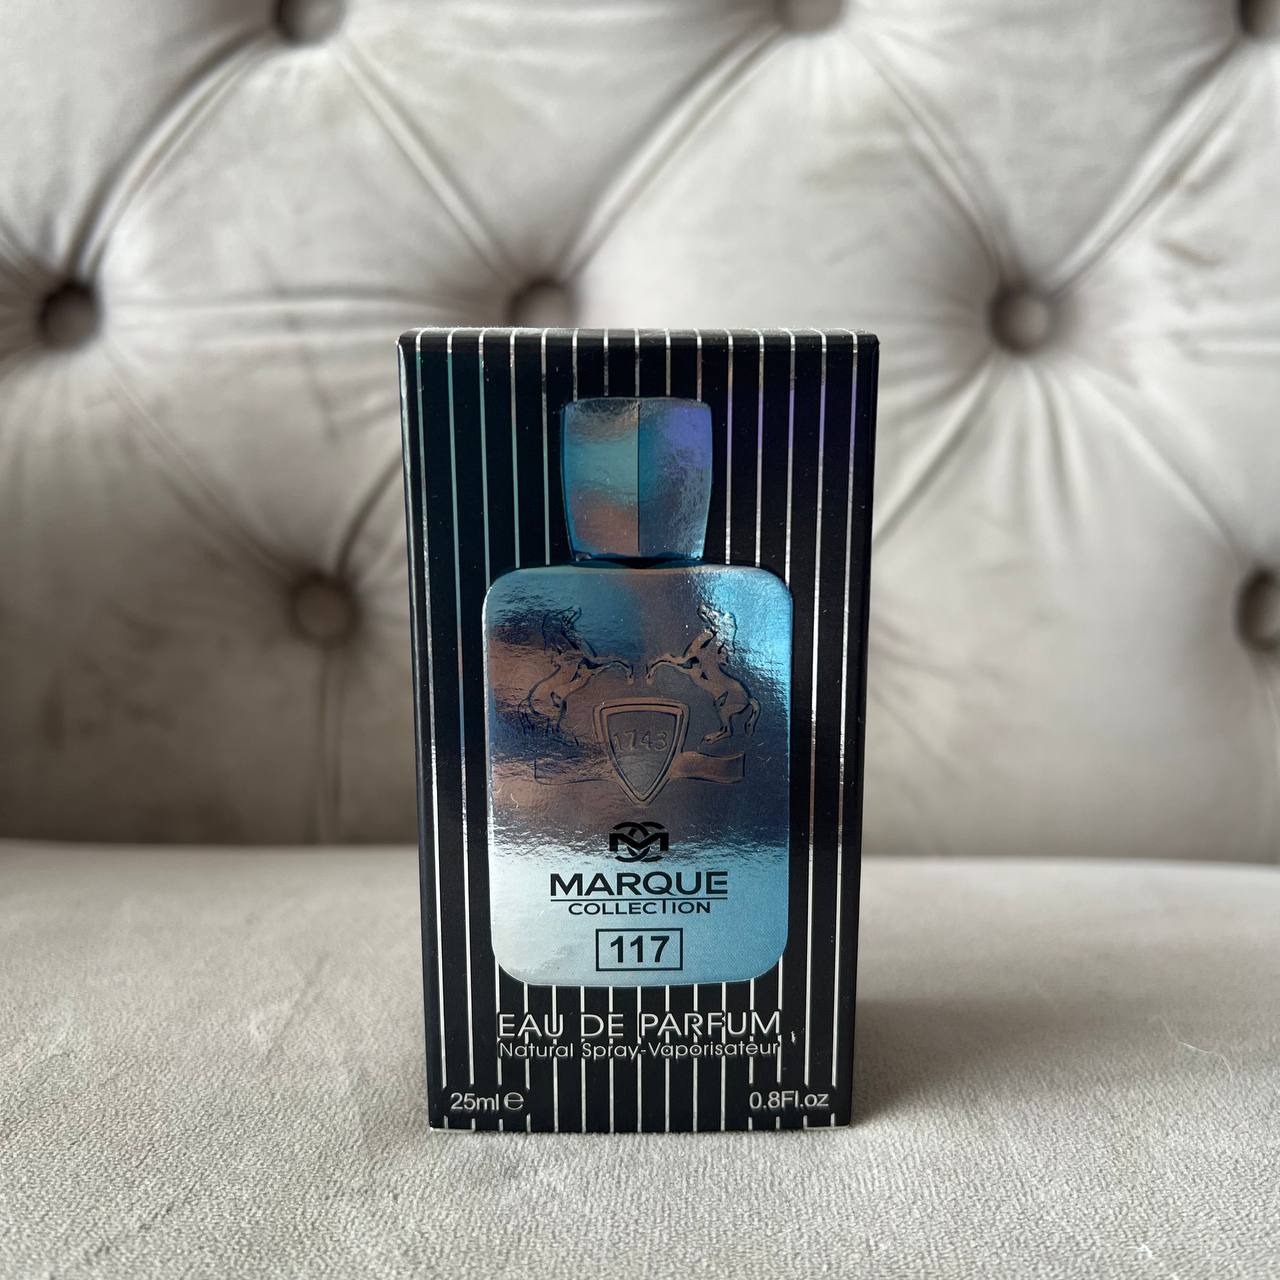 1743
MARQUE
COLLECTION
117
EAU DE PARFUM
Natural Spray-Vaporisateur
25ml ℮ 0.8Fl.oz